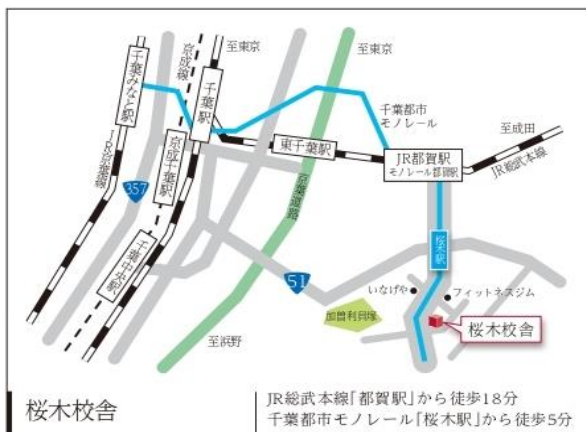 至東京
至東京
千葉みなと駅
京成線
千葉駅
千葉都市
モノレール
至成田
東千葉駅
JR都賀駅
モノレール都賀駅
JR総武本線
JR京葉線
京成千葉駅
京葉道路
357
千葉中央駅
桜木駅
51
いなげや
フィットネスジム
加曽利貝塚
桜木校舎
至浜野
桜木校舎
JR総武本線「都賀駅」から徒歩18分
千葉都市モノレール「桜木駅」から徒歩5分